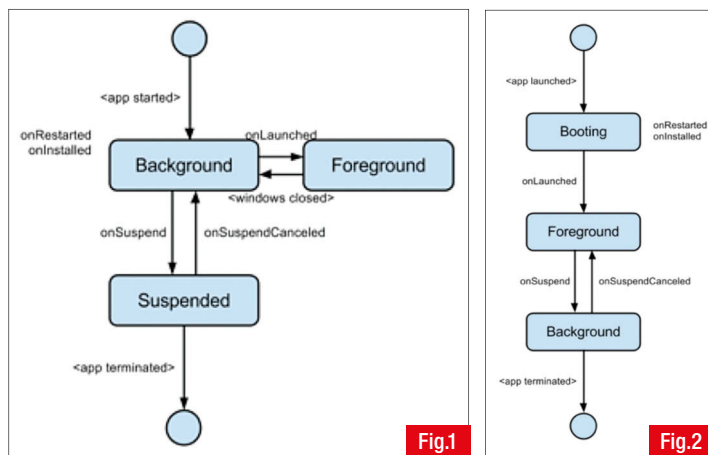 <app started>
onRestarted
onInstalled
onLaunched
Background
Foreground
<windows closed>
onSuspend
onSuspendCanceled
Suspended
<app terminated>
Fig.1
<app launched>
Booting
onRestarted
onInstalled
onLaunched
Foreground
onSuspend
onSuspendCanceled
Background
<app terminated>
Fig.2